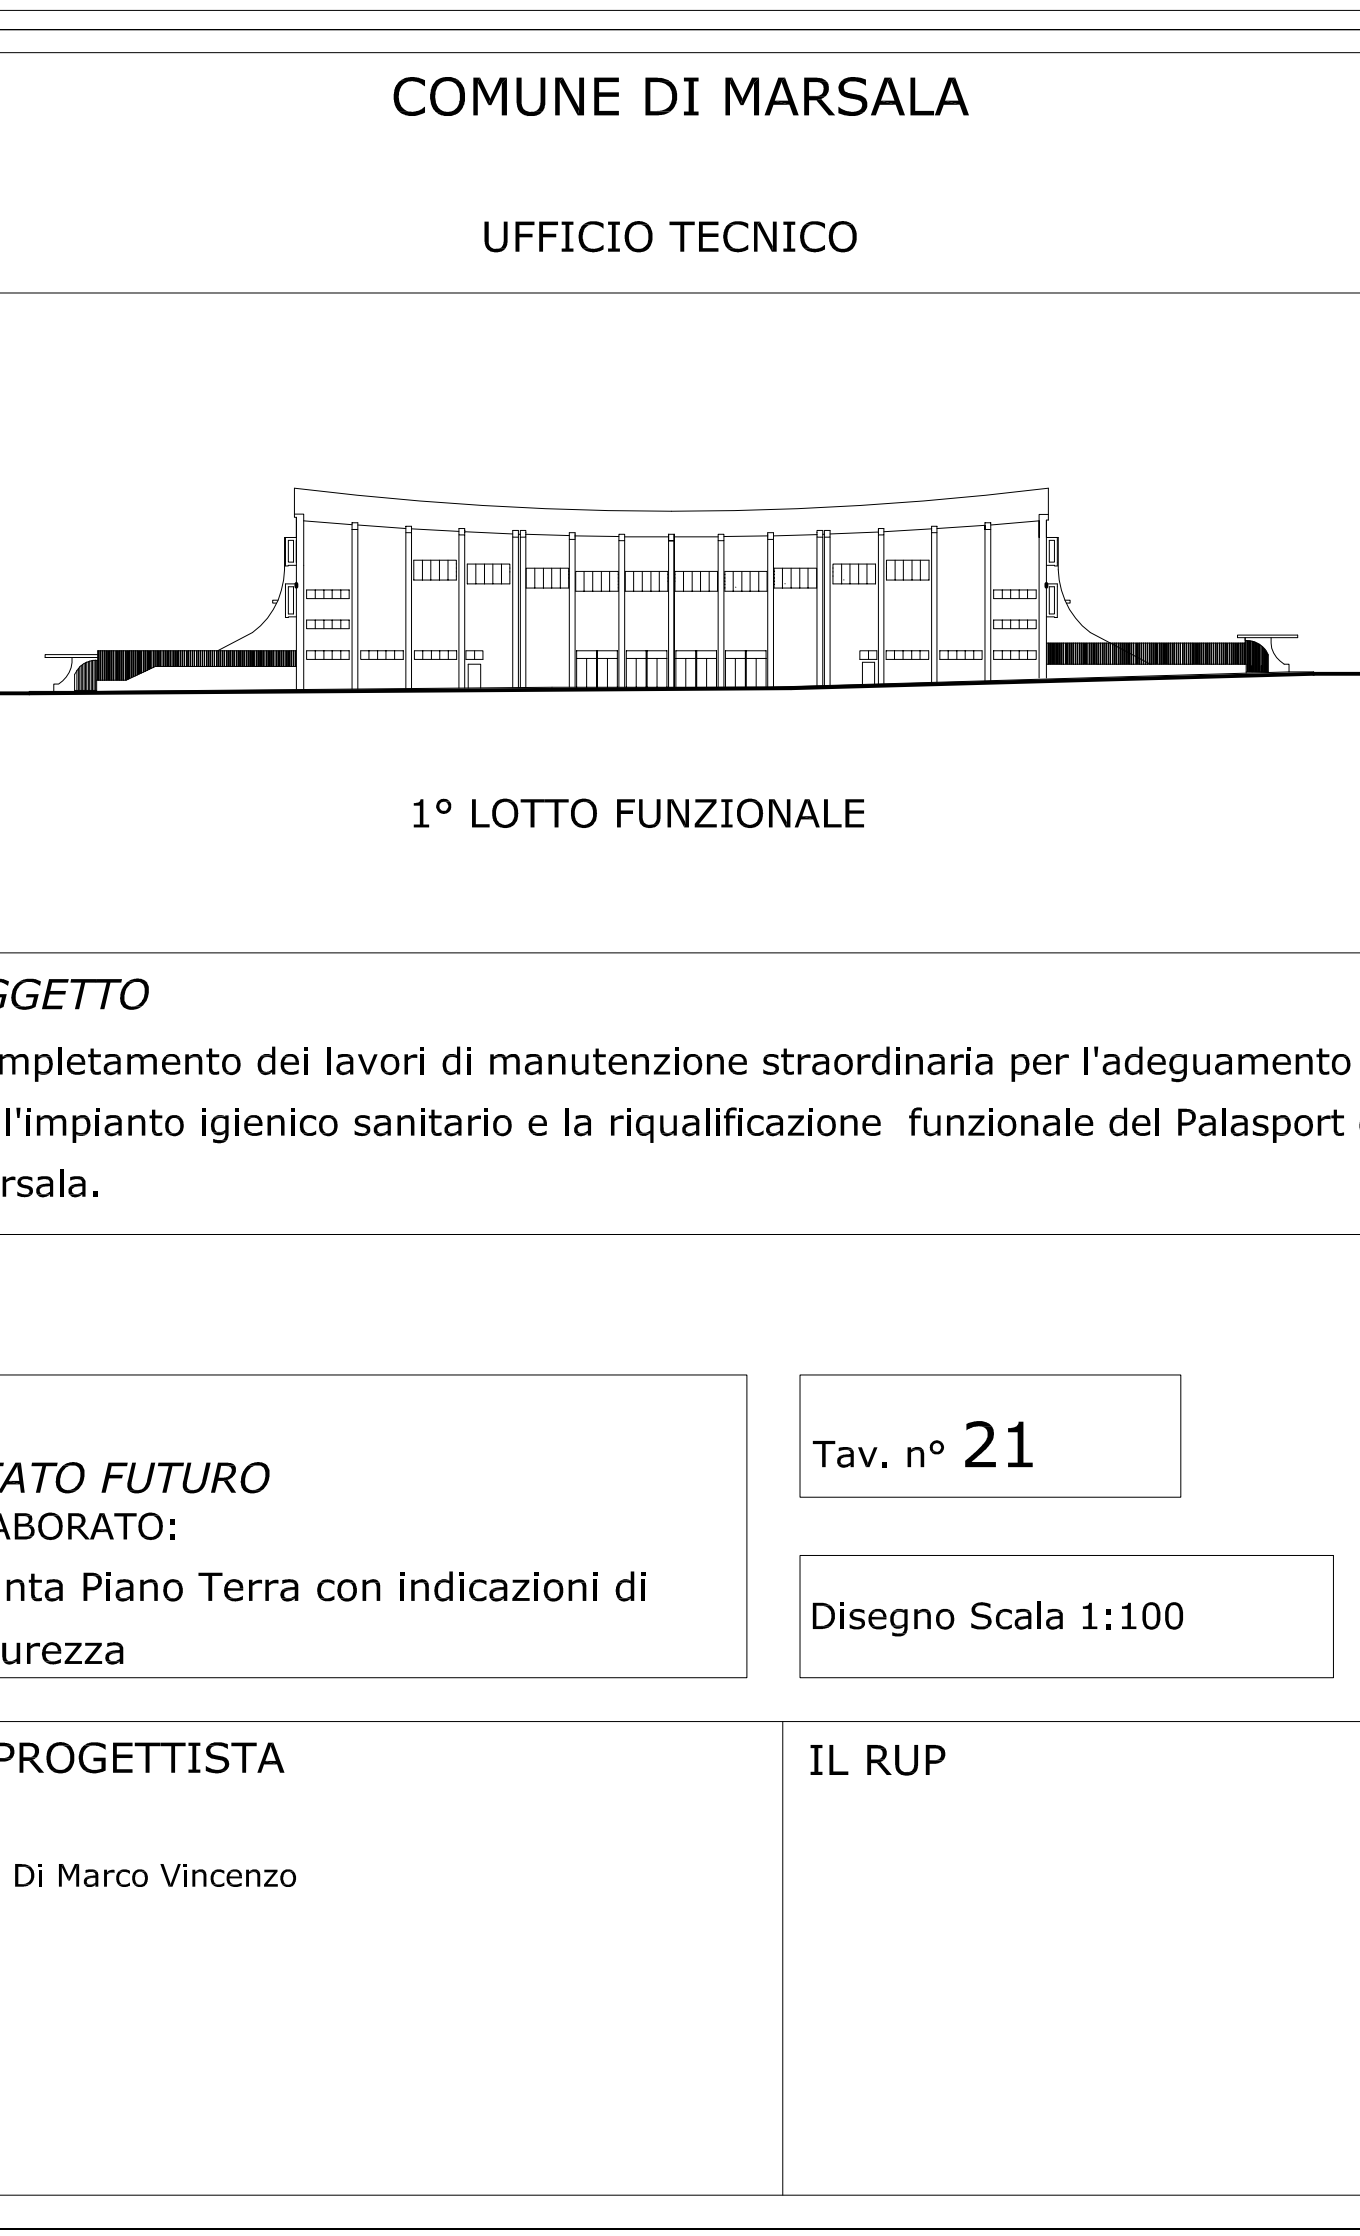 COMUNE DI MARSALA
UFFICIO TECNICO
1° LOTTO FUNZIONALE
GGETTO
mpletamento dei lavori di manutenzione straordinaria per l'adeguamento
l'impianto igienico sanitario e la riqualificazione funzionale del Palasport
rsala.
TATO FUTURO
ABORATO:
nta Piano Terra con indicazioni di
urezza
Tav. n° 21
Disegno Scala 1:100
PROGETTISTA
Di Marco Vincenzo
IL RUP